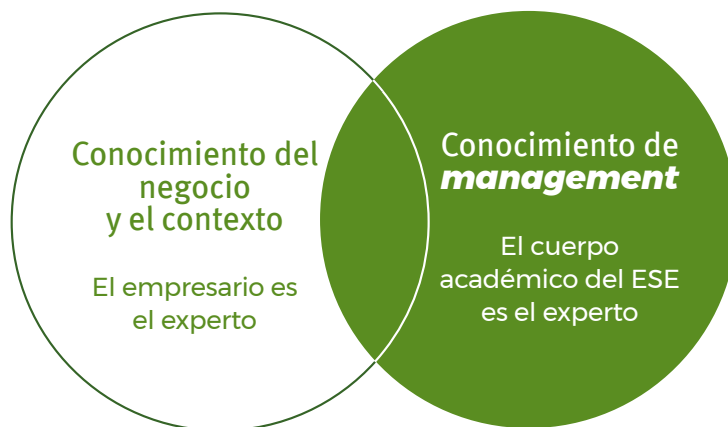 Conocimiento del
negocio
y el contexto
El empresario es
el experto
Conocimiento de
management
El cuerpo
académico del ESE
es el experto